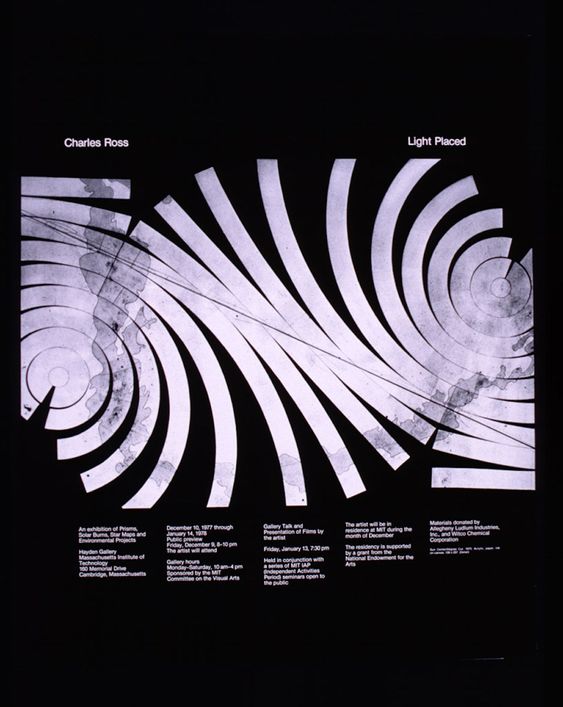 Charles Ross
Light Placed
An exhibition of Prisms,
Solar Burns, Star Maps and
Environmental Projects
Hayden Gallery
Massachusetts Institute of
Technology
160 Memorial Drive
Cambridge, Massachusetts
December 10, 1977 through
January 14, 1978
Public preview
Friday, December 9, 8–10 pm
The artist will attend
Gallery hours
Monday–Saturday, 10 am–4 pm
Sponsored by the MIT
Committee on the Visual Arts
Gallery Talk and
Presentation of Films by
the artist
Friday, January 13, 7:30 pm
Held in conjunction with
a series of MIT IAP
(Independent Activities
Period) seminars open to
the public
The artist will be in
residence at MIT during the
month of December
The residency is supported
by a grant from the
National Endowment for the
Arts
Materials donated by
Allegheny Ludlum Industries,
Inc., and Witco Chemical
Corporation